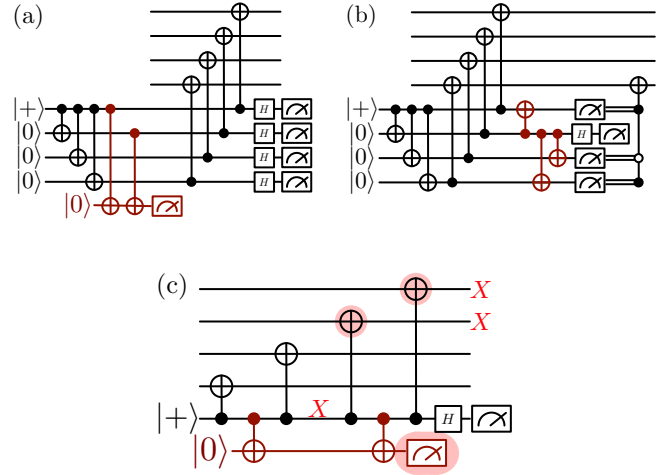 (a)
|+⟩ H
|0⟩ H
|0⟩ H
|0⟩ H
|0⟩
(b)
|+⟩
|0⟩ H
|0⟩
|0⟩
(c)
X
X
X
|+⟩ H
|0⟩